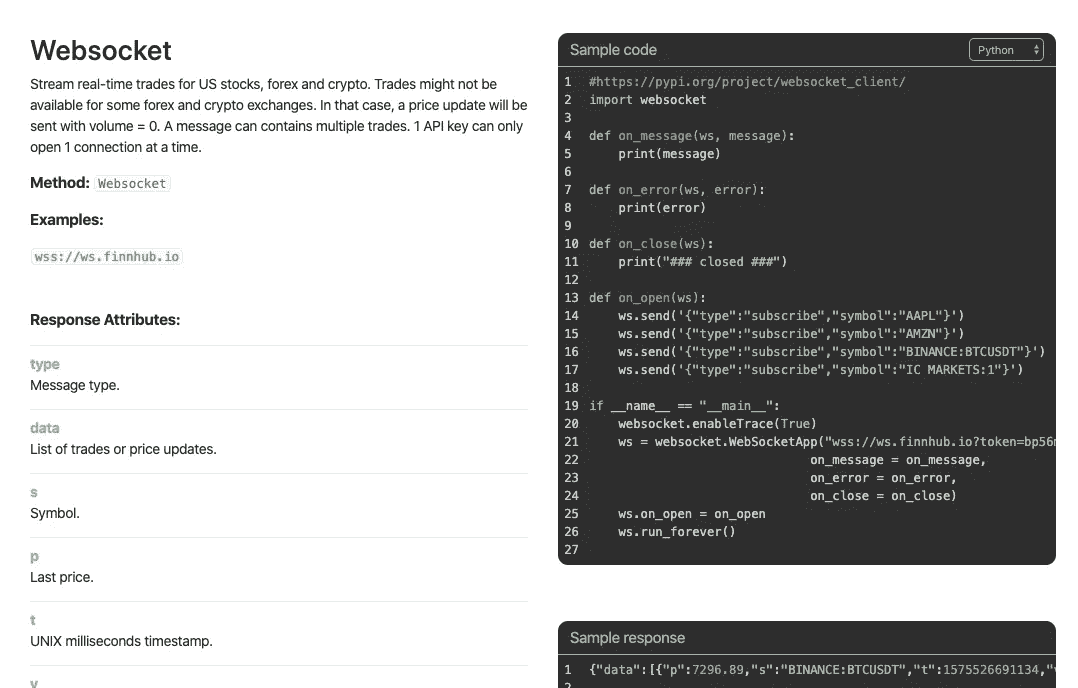 Websocket
Stream real-time trades for US stocks, forex and crypto. Trades might not be
available for some forex and crypto exchanges. In that case, a price update will be
sent with volume = 0. A message can contains multiple trades. 1 API key can only
open 1 connection at a time.
Method: Websocket
Examples:
wss://ws.finnhub.io
Response Attributes:
type
Message type.
data
List of trades or price updates.
s
Symbol.
p
Last price.
t
UNIX milliseconds timestamp.
v
Sample code
Python
1 #https://pypi.org/project/websocket_client/
2 import websocket
3
4 def on_message(ws, message):
5     print(message)
6
7 def on_error(ws, error):
8     print(error)
9
10 def on_close(ws):
11     print("### closed ###")
12
13 def on_open(ws):
14     ws.send('{"type":"subscribe","symbol":"AAPL"}')
15     ws.send('{"type":"subscribe","symbol":"AMZN"}')
16     ws.send('{"type":"subscribe","symbol":"BINANCE:BTCUSDT"}')
17     ws.send('{"type":"subscribe","symbol":"IC MARKETS:1"}')
18
19 if __name__ == "__main__":
20     websocket.enableTrace(True)
21     ws = websocket.WebSocketApp("wss://ws.finnhub.io?token=bp56
22                               on_message = on_message,
23                               on_error = on_error,
24                               on_close = on_close)
25     ws.on_open = on_open
26     ws.run_forever()
27
Sample response
1 {"data":[{"p":7296.89,"s":"BINANCE:BTCUSDT","t":1575526691134,"
2